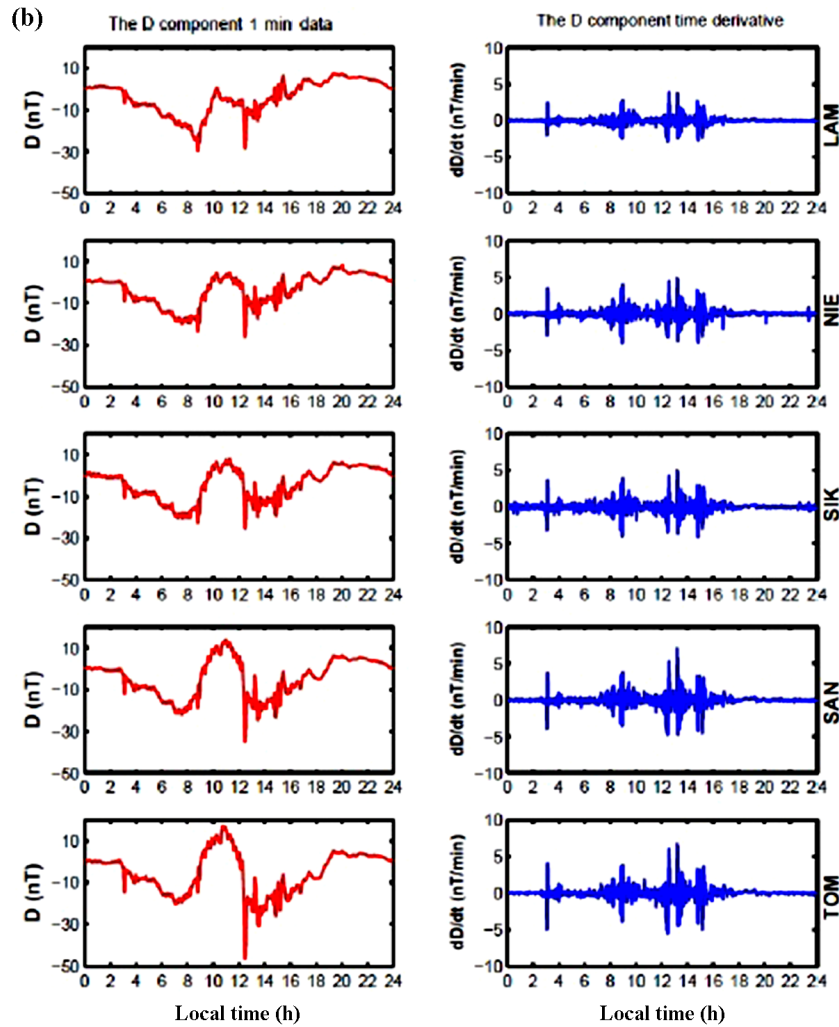 (b)
The D component 1 min data
The D component time derivative
D (nT)
10
−10
−30
−50
0 2 4 6 8 10 12 14 16 18 20 22 24
dD/dt (nT/min)
10
5
0
−5
−10
0 2 4 6 8 10 12 14 16 18 20 22 24
LAM
D (nT)
10
−10
−30
−50
0 2 4 6 8 10 12 14 16 18 20 22 24
dD/dt (nT/min)
10
5
0
−5
−10
0 2 4 6 8 10 12 14 16 18 20 22 24
NIE
D (nT)
10
−10
−30
−50
0 2 4 6 8 10 12 14 16 18 20 22 24
dD/dt (nT/min)
10
5
0
−5
−10
0 2 4 6 8 10 12 14 16 18 20 22 24
SIK
D (nT)
10
−10
−30
−50
0 2 4 6 8 10 12 14 16 18 20 22 24
dD/dt (nT/min)
10
5
0
−5
−10
0 2 4 6 8 10 12 14 16 18 20 22 24
SAN
D (nT)
10
−10
−30
−50
0 2 4 6 8 10 12 14 16 18 20 22 24
dD/dt (nT/min)
10
5
0
−5
−10
0 2 4 6 8 10 12 14 16 18 20 22 24
TOM
Local time (h)
Local time (h)